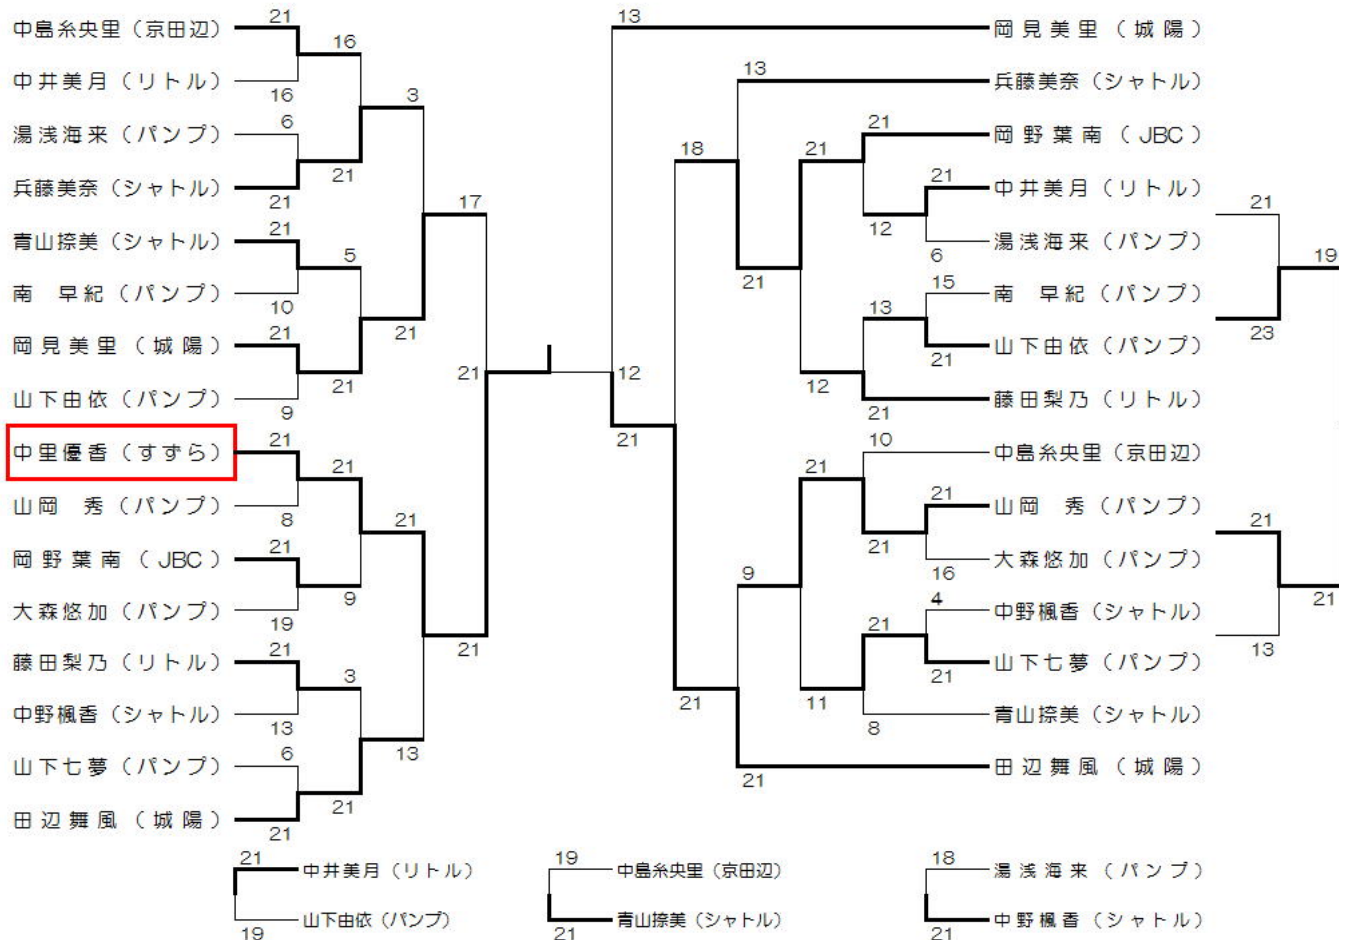 中島糸央里（京田辺）
21
16
中井美月（リトル）
16
3
湯浅海来（パンプ）
6
21
兵藤美奈（シャトル）
21
17
青山捺美（シャトル）
21
5
南　早紀（パンプ）
10
21
岡見美里（城陽）
21
21
山下由依（パンプ）
9
21
中里優香（すずら）
21
21
山岡　秀（パンプ）
8
21
岡野葉南（JBC）
21
9
大森悠加（パンプ）
19
21
藤田梨乃（リトル）
21
3
中野楓香（シャトル）
13
13
山下七夢（パンプ）
6
21
田辺舞風（城陽）
21
13
岡見美里（城陽）
13
兵藤美奈（シャトル）
18
21
21
岡野葉南（JBC）
21
中井美月（リトル）
12
湯浅海来（パンプ）
6
21
15
南　早紀（パンプ）
13
山下由依（パンプ）
21
12
藤田梨乃（リトル）
21
12
21
10
中島糸央里（京田辺）
21
21
山岡　秀（パンプ）
21
大森悠加（パンプ）
16
9
4
中野楓香（シャトル）
21
山下七夢（パンプ）
21
11
青山捺美（シャトル）
8
21
田辺舞風（城陽）
21
21
19
23
21
21
13
21
中井美月（リトル）
山下由依（パンプ）
19
19
中島糸央里（京田辺）
青山捺美（シャトル）
21
18
湯浅海来（パンプ）
中野楓香（シャトル）
21